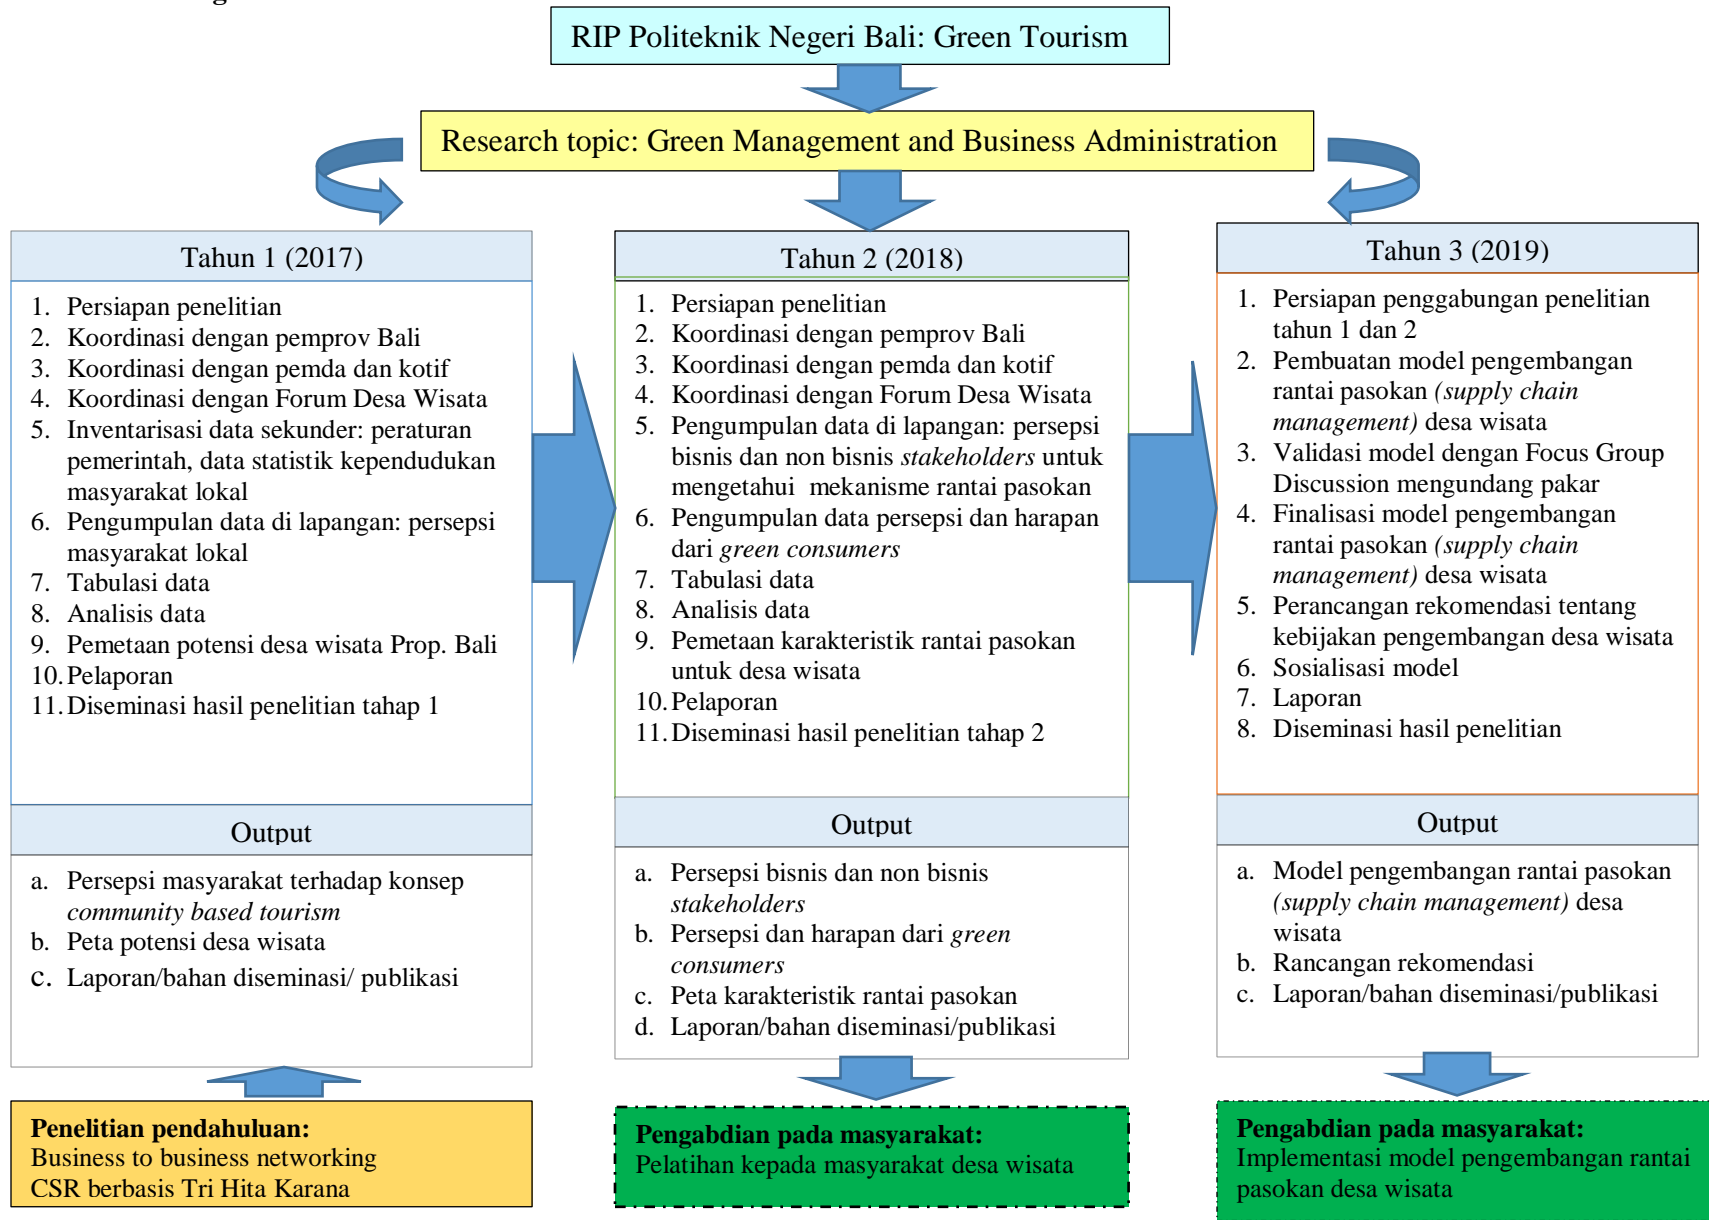 RIP Politeknik Negeri Bali: Green Tourism
Research topic: Green Management and Business Administration
Tahun 1 (2017)
1. Persiapan penelitian
2. Koordinasi dengan pemprov Bali
3. Koordinasi dengan pemda dan kotif
4. Koordinasi dengan Forum Desa Wisata
5. Inventarisasi data sekunder: peraturan
pemerintah, data statistik kependudukan
masyarakat lokal
6. Pengumpulan data di lapangan: persepsi
masyarakat lokal
7. Tabulasi data
8. Analisis data
9. Pemetaan potensi desa wisata Prop. Bali
10. Pelaporan
11. Diseminasi hasil penelitian tahap 1
Output
a. Persepsi masyarakat terhadap konsep
community based tourism
b. Peta potensi desa wisata
c. Laporan/bahan diseminasi/ publikasi
Penelitian pendahuluan:
Business to business networking
CSR berbasis Tri Hita Karana
Tahun 2 (2018)
1. Persiapan penelitian
2. Koordinasi dengan pemprov Bali
3. Koordinasi dengan pemda dan kotif
4. Koordinasi dengan Forum Desa Wisata
5. Pengumpulan data di lapangan: persepsi
bisnis dan non bisnis stakeholders untuk
mengetahui mekanisme rantai pasokan
6. Pengumpulan data persepsi dan harapan
dari green consumers
7. Tabulasi data
8. Analisis data
9. Pemetaan karakteristik rantai pasokan
untuk desa wisata
10. Pelaporan
11. Diseminasi hasil penelitian tahap 2
Output
a. Persepsi bisnis dan non bisnis
stakeholders
b. Persepsi dan harapan dari green
consumers
c. Peta karakteristik rantai pasokan
d. Laporan/bahan diseminasi/publikasi
Pengabdian pada masyarakat:
Pelatihan kepada masyarakat desa wisata
Tahun 3 (2019)
1. Persiapan penggabungan penelitian
tahun 1 dan 2
2. Pembuatan model pengembangan
rantai pasokan (supply chain
management) desa wisata
3. Validasi model dengan Focus Group
Discussion mengundang pakar
4. Finalisasi model pengembangan
rantai pasokan (supply chain
management) desa wisata
5. Perancangan rekomendasi tentang
kebijakan pengembangan desa wisata
6. Sosialisasi model
7. Laporan
8. Diseminasi hasil penelitian
Output
a. Model pengembangan rantai pasokan
(supply chain management) desa
wisata
b. Rancangan rekomendasi
c. Laporan/bahan diseminasi/publikasi
Pengabdian pada masyarakat:
Implementasi model pengembangan rantai
pasokan desa wisata